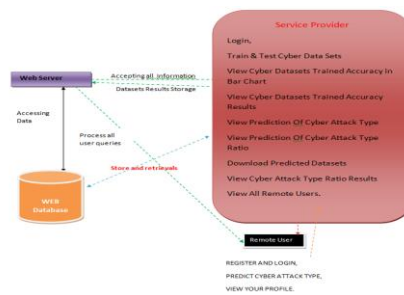 Service Provider
Login,
Train & Test Cyber Data Sets
View Cyber Datasets Trained Accuracy In
Bar Chart
View Cyber Datasets Trained Accuracy
Results
View Prediction Of Cyber Attack Type
View Prediction Of Cyber Attack Type
Ratio
Download Predicted Datasets
View Cyber Attack Type Ratio Results
View All Remote Users.
Web Server
Accepting all Information
Datasets Results Storage
Accessing
Data
Process all
user queries
Store and retrievals
WEB
Database
Remote User
REGISTER AND LOGIN,
PREDICT CYBER ATTACK TYPE,
VIEW YOUR PROFILE.